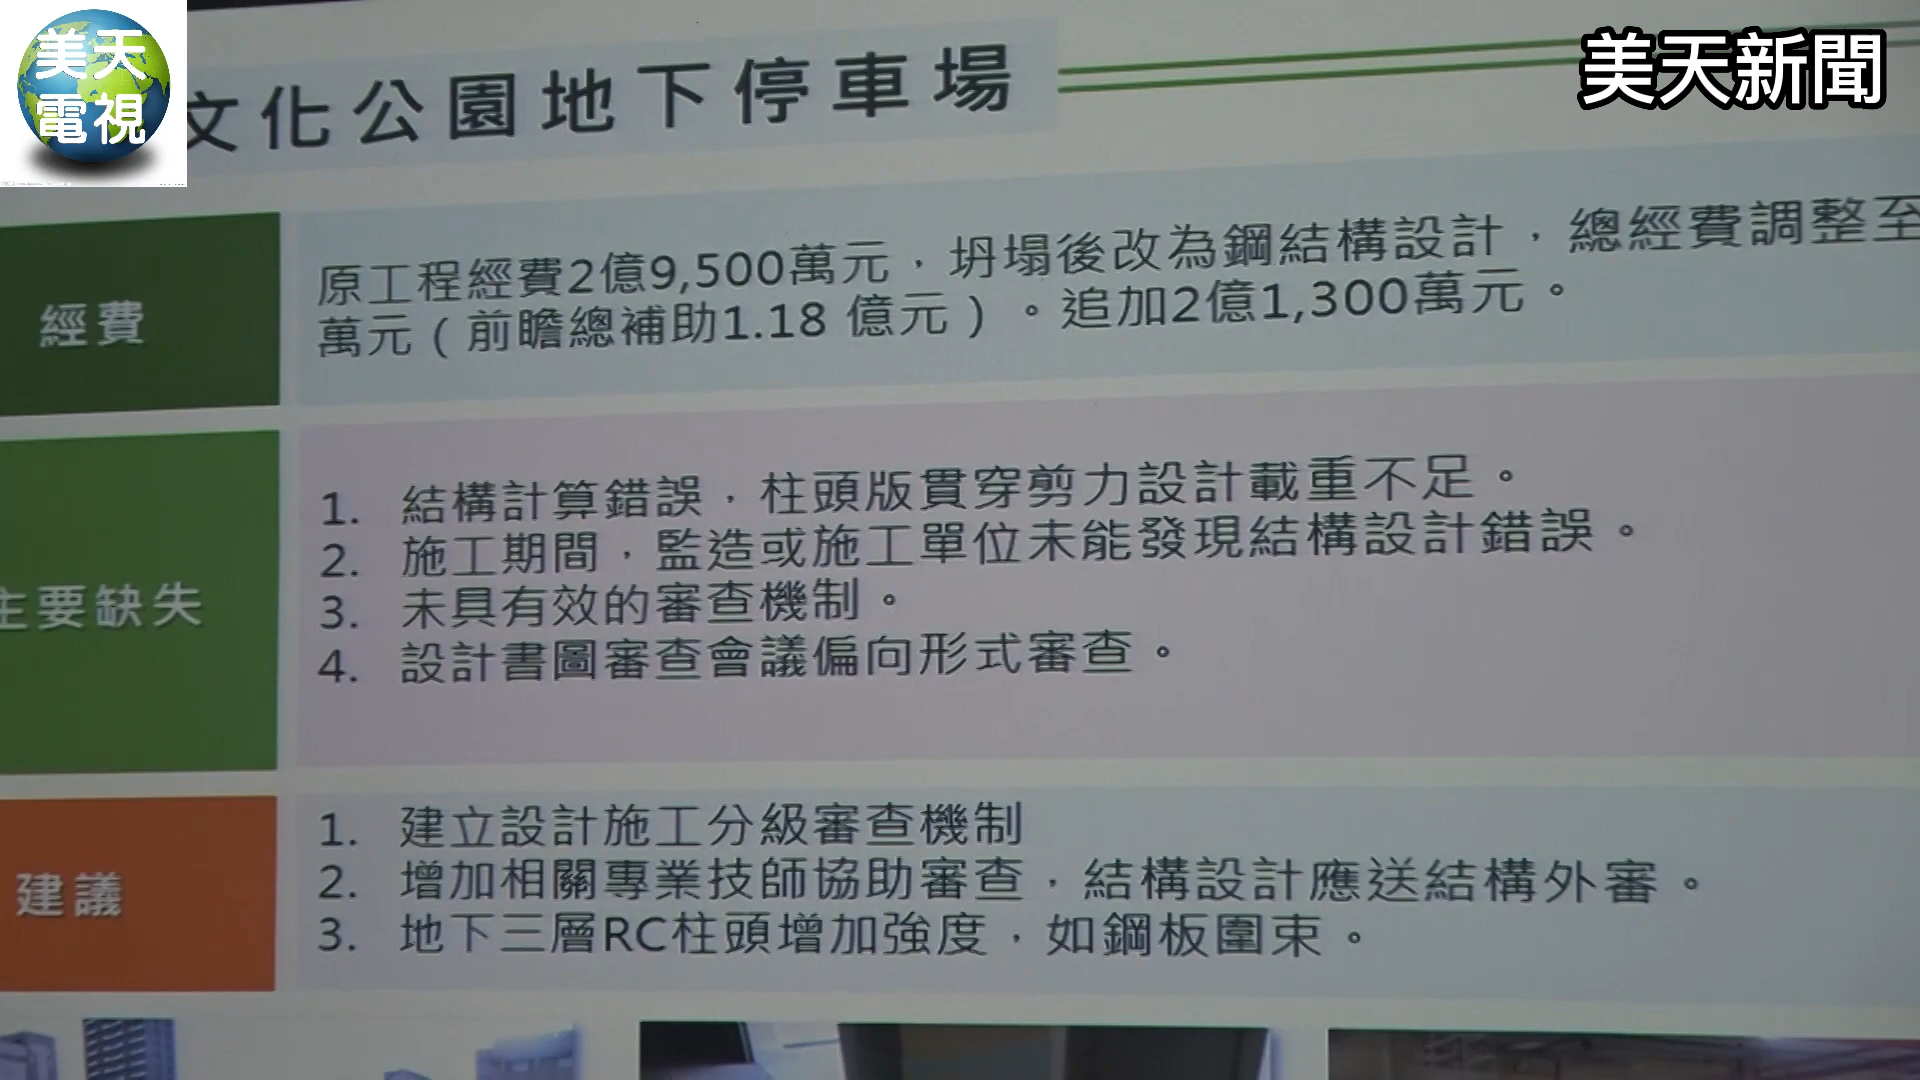 美天
電視
美天新聞
文化公園地下停車場
經費
原工程經費2億9,500萬元，坍塌後改為鋼結構設計，總經費調整至
萬元（前瞻總補助1.18 億元）。追加2億1,300萬元。
主要缺失
1. 結構計算錯誤，柱頭版貫穿剪力設計載重不足。
2. 施工期間，監造或施工單位未能發現結構設計錯誤。
3. 未具有效的審查機制。
4. 設計書圖審查會議偏向形式審查。
建議
1. 建立設計施工分級審查機制
2. 增加相關專業技師協助審查，結構設計應送結構外審。
3. 地下三層RC柱頭增加強度，如鋼板圍束。